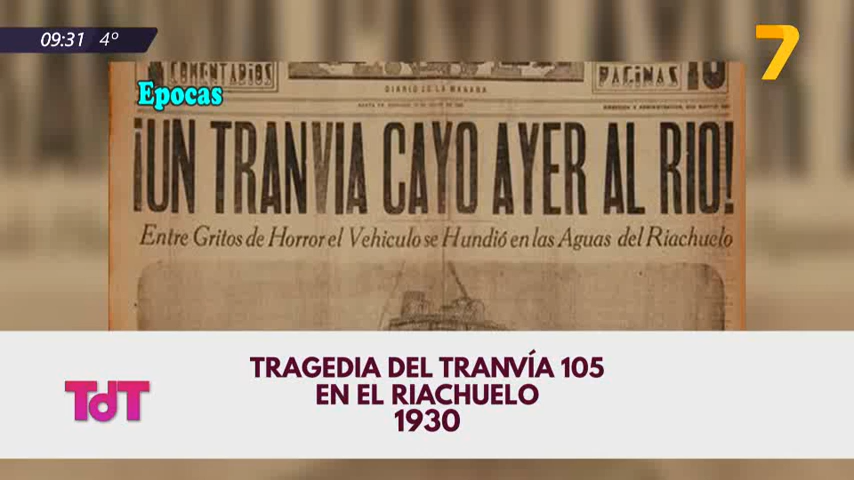 09:31 4°
7
COMENTARIOS
PAGINAS
Epocas
DIARIO DE LA MAÑANA
¡UN TRANVIA CAYO AYER AL RIO!
Entre Gritos de Horror el Vehiculo se Hundió en las Aguas del Riachuelo
TRAGEDIA DEL TRANVÍA 105
EN EL RIACHUELO
1930
TDT